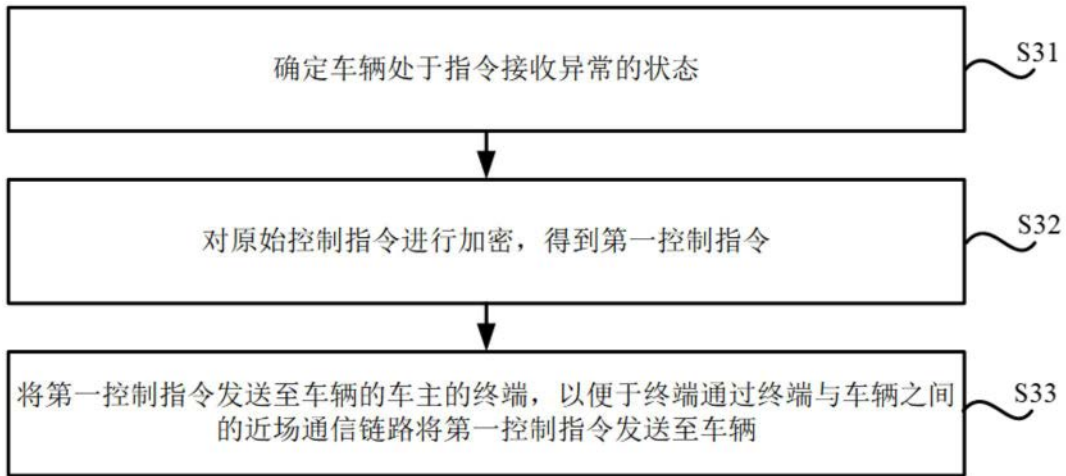 确定车辆处于指令接收异常的状态
S31
对原始控制指令进行加密，得到第一控制指令
S32
将第一控制指令发送至车辆的车主的终端，以便于终端通过终端与车辆之间
的近场通信链路将第一控制指令发送至车辆
S33